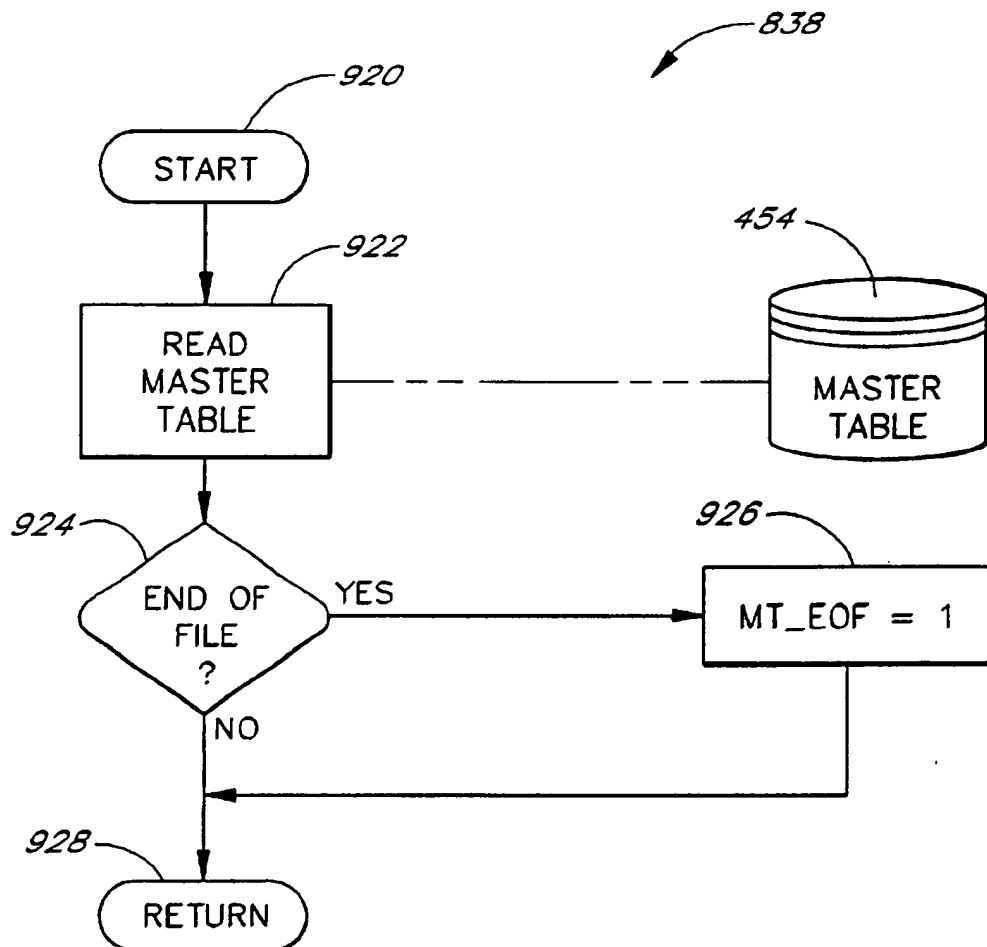 838
920
START
922
454
READ
MASTER
TABLE
MASTER
TABLE
924
END OF
FILE
?
YES
926
MT_EOF = 1
NO
928
RETURN